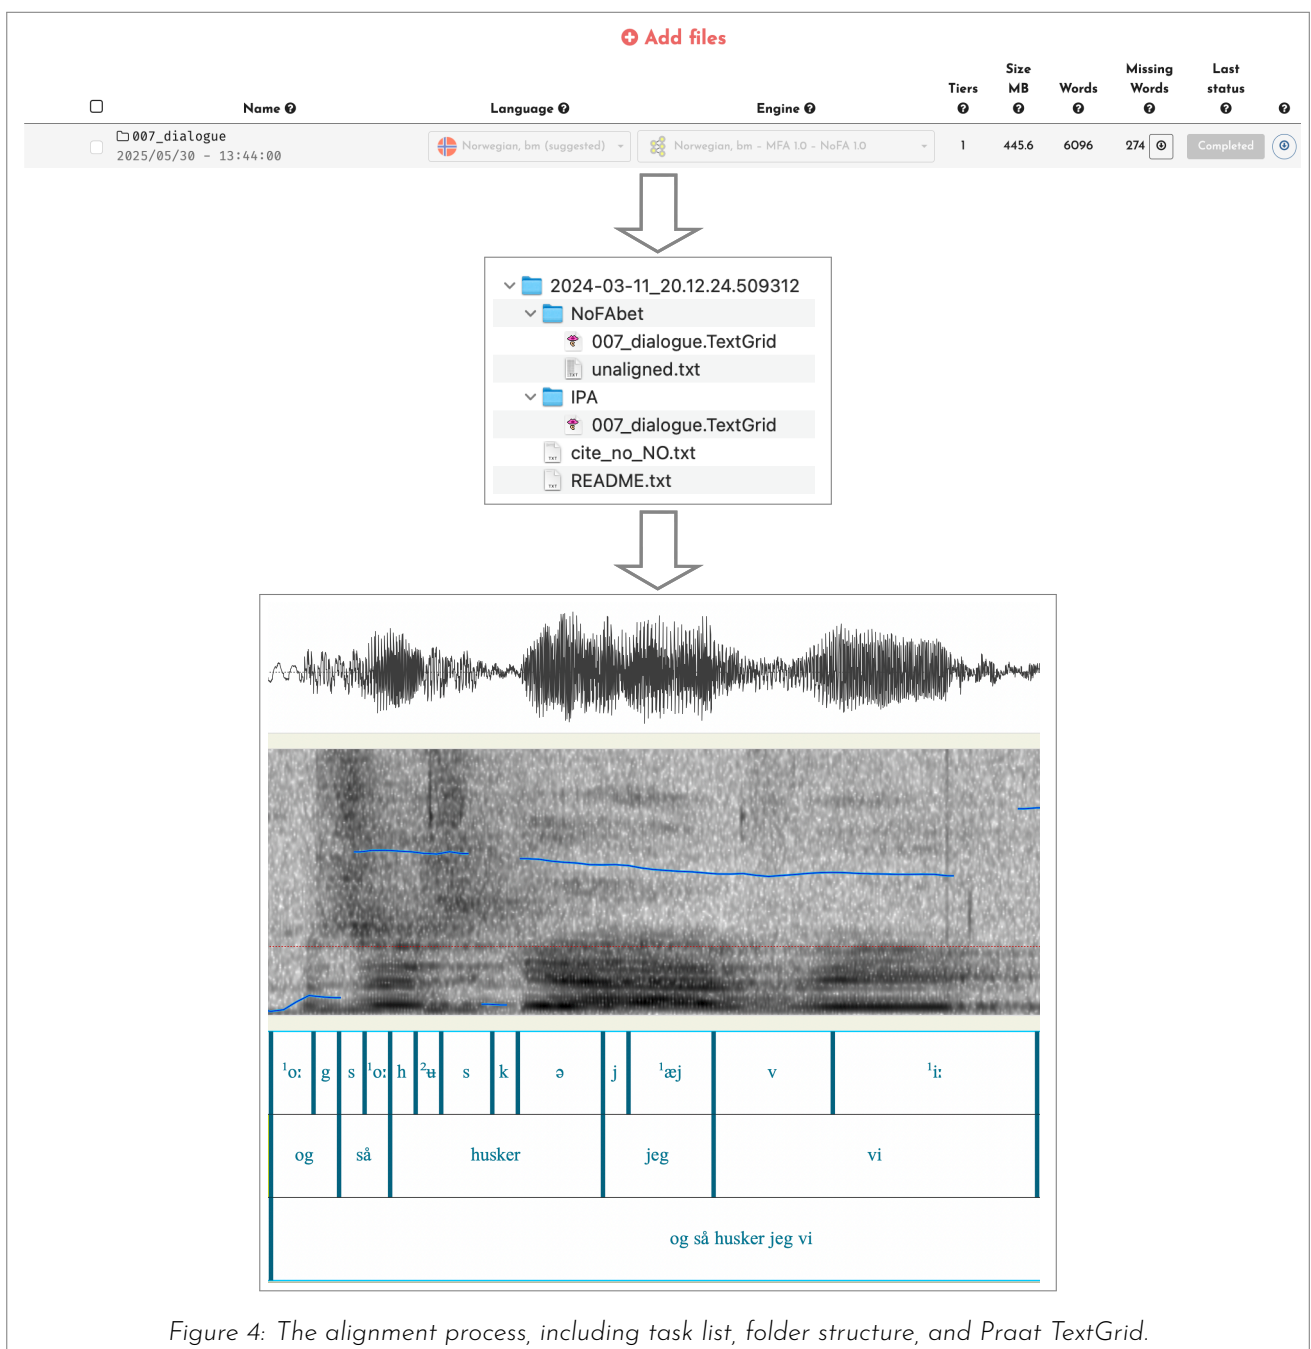 Add files
Name Language Engine Tiers Size MB Words Missing Words Last status
007_dialogue
2025/05/30 – 13:44:00
Norwegian, bm (suggested) Norwegian, bm – MFA 1.0 – NoFA 1.0 1 445.6 6096 274 Completed
2024-03-11_20.12.24.509312
NoFAbet
007_dialogue.TextGrid
unaligned.txt
IPA
007_dialogue.TextGrid
cite_no_NO.txt
README.txt
¹oː g s ¹oː h ²ʉ s k ə j ¹æj v ¹iː
og så husker jeg vi
og så husker jeg vi
Figure 4: The alignment process, including task list, folder structure, and Praat TextGrid.